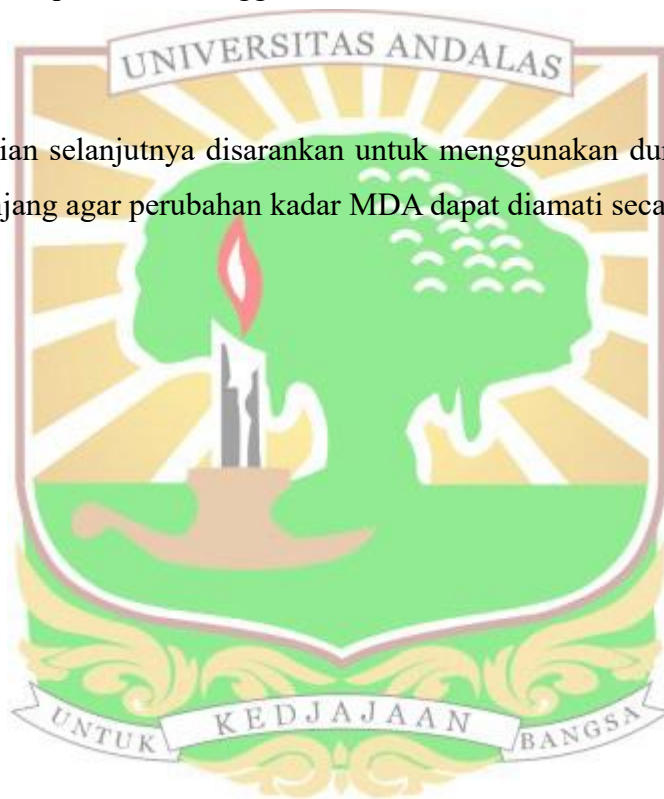 UNIVERSITAS ANDALAS
ian selanjutnya disarankan untuk menggunakan du
jang agar perubahan kadar MDA dapat diamati seca
UNTUK KEDJAJAAN BANGSA